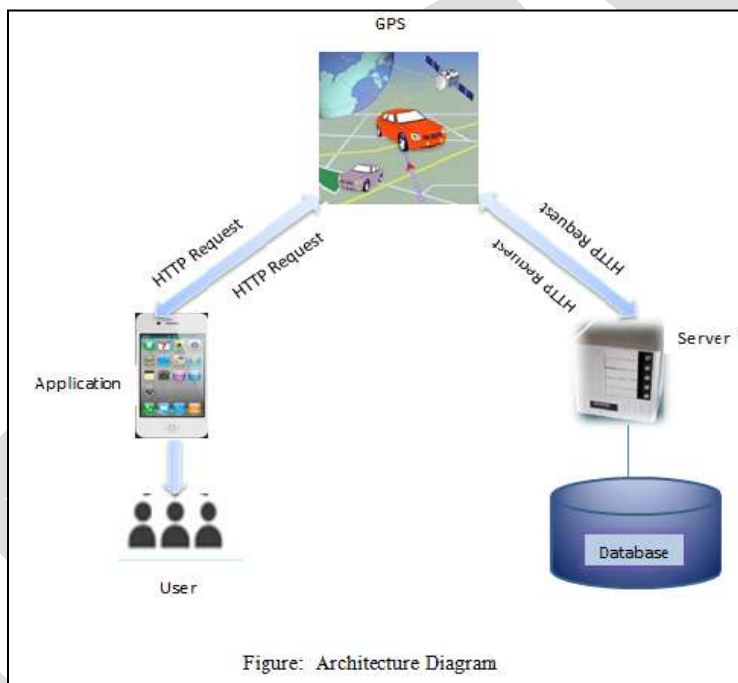 GPS
HTTP Request
HTTP Request
HTTP Request
HTTP Request
Application
Server
Database
User
Figure: Architecture Diagram